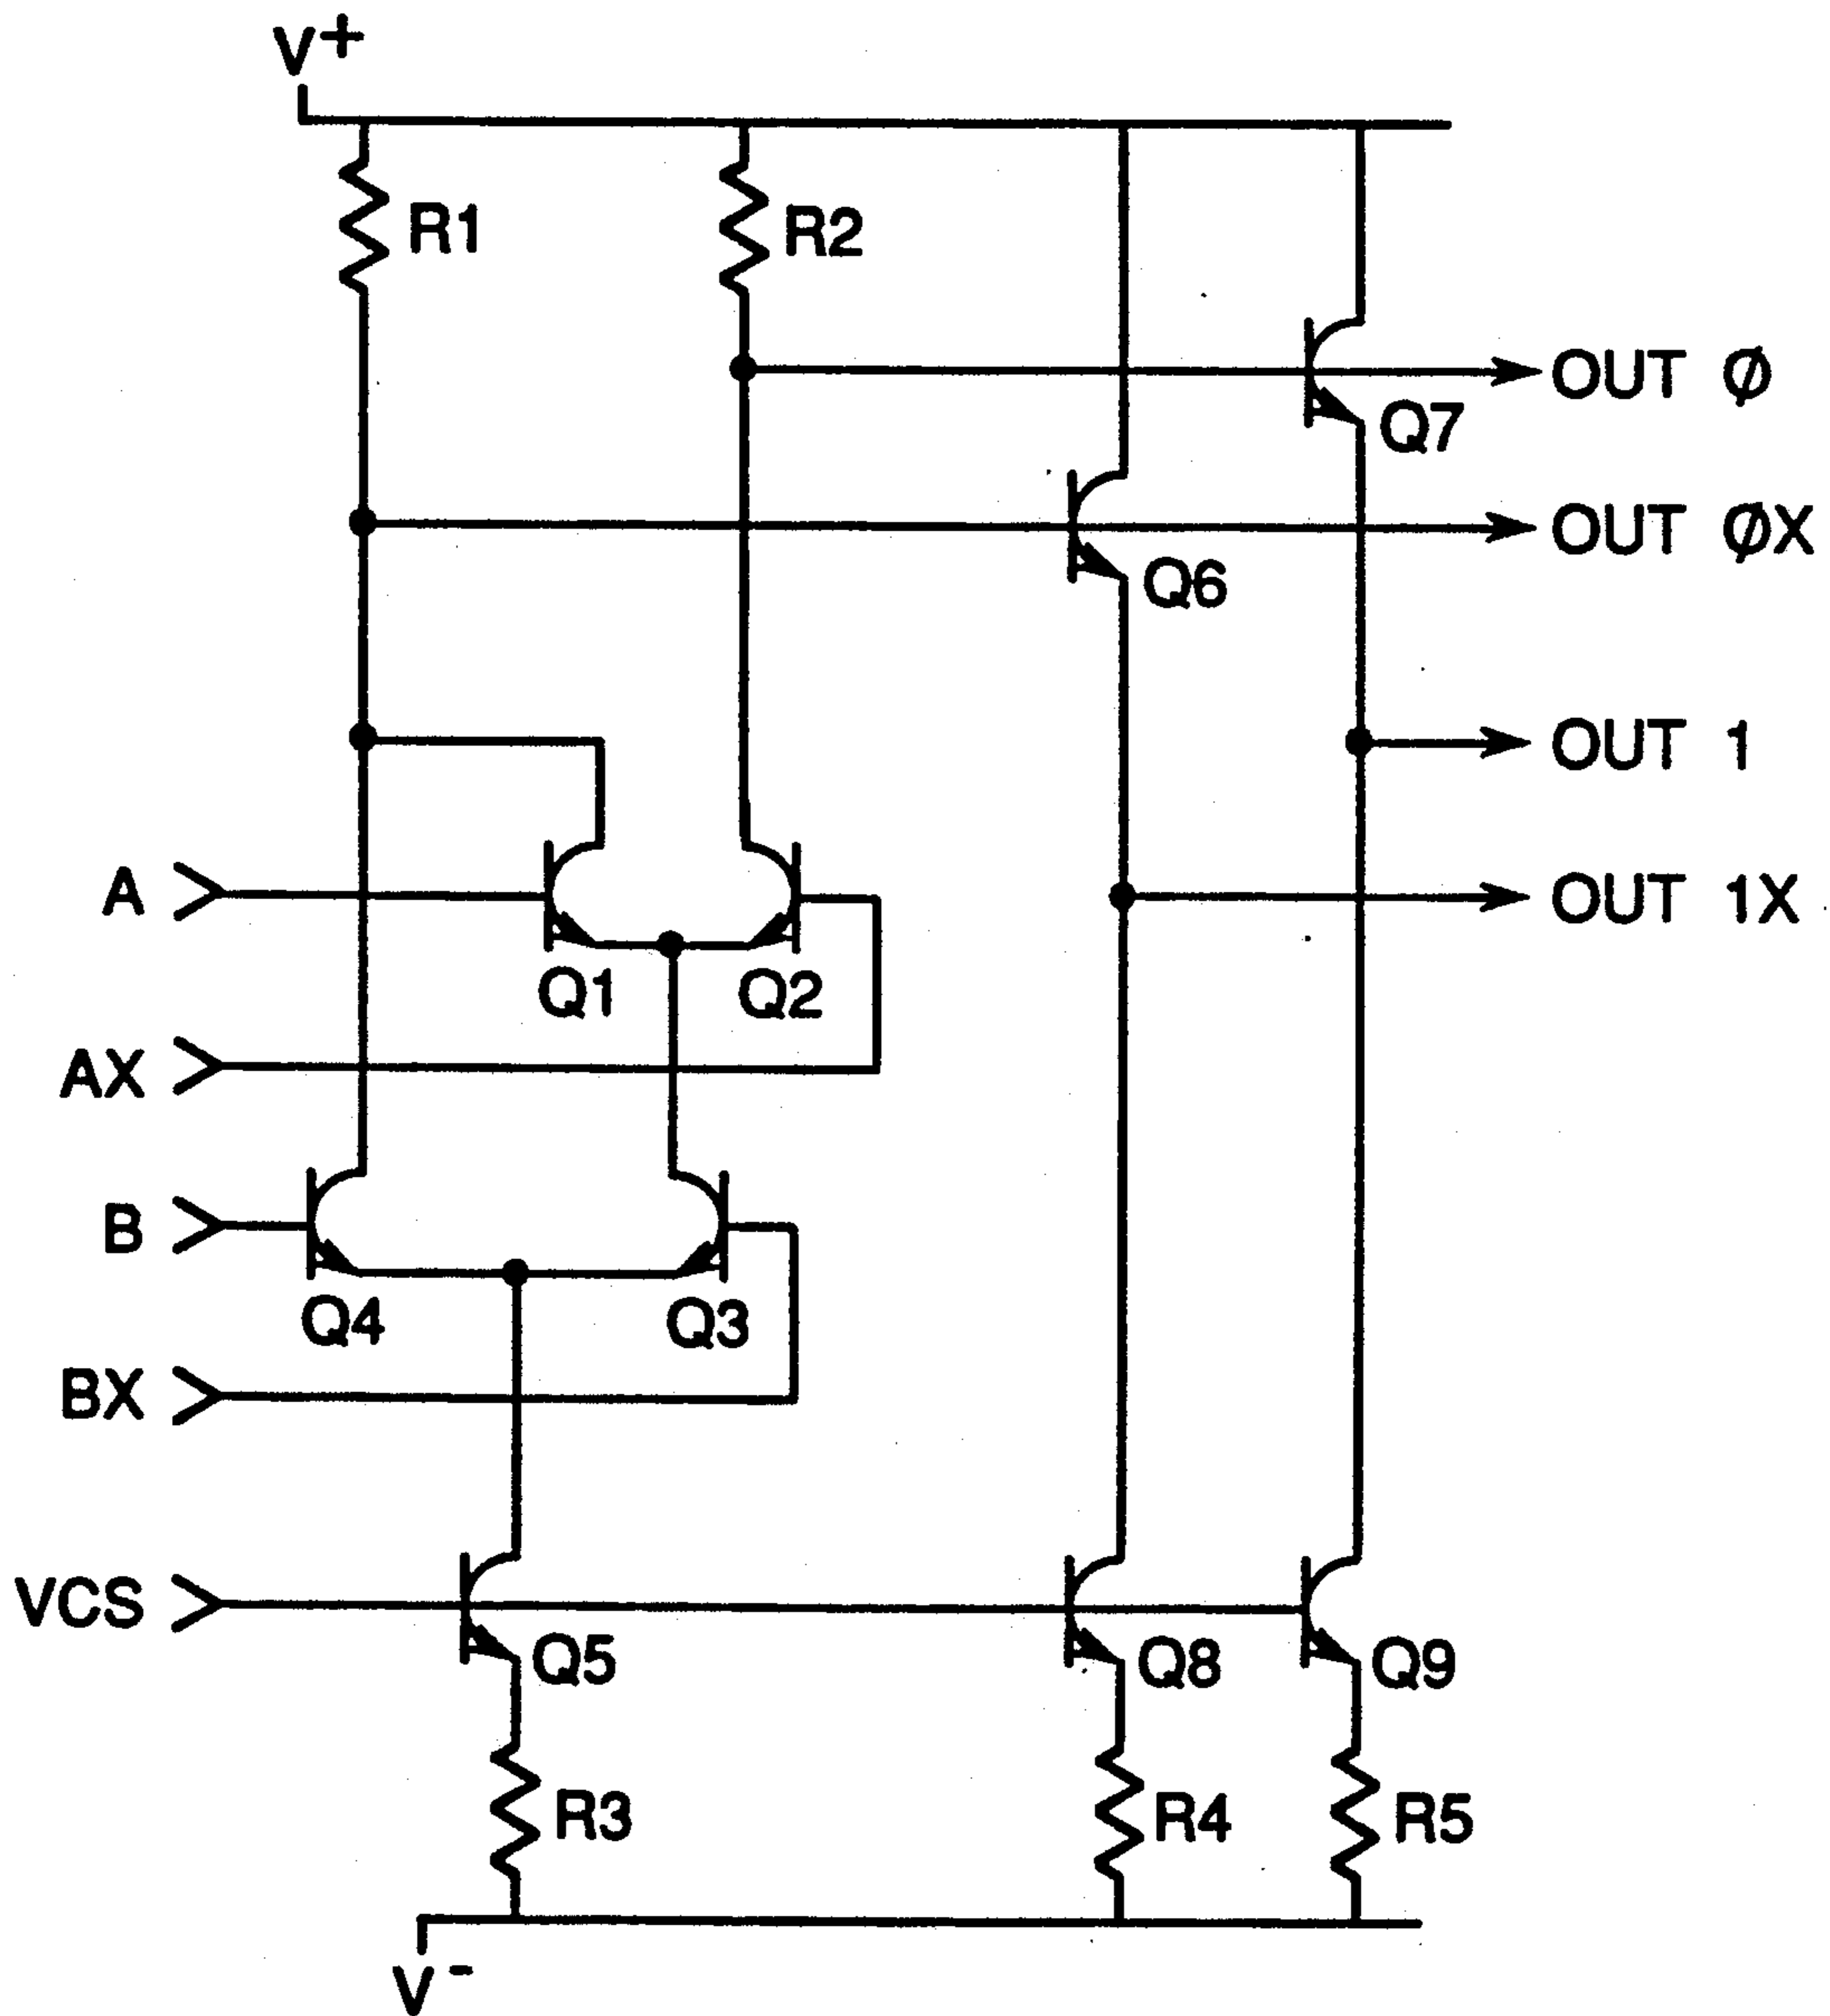 V+
R1
R2
OUT Ø
Q7
OUT ØX
Q6
OUT 1
A
OUT 1X
Q1
Q2
AX
B
Q4
Q3
BX
VCS
Q5
Q8
Q9
R3
R4
R5
V-